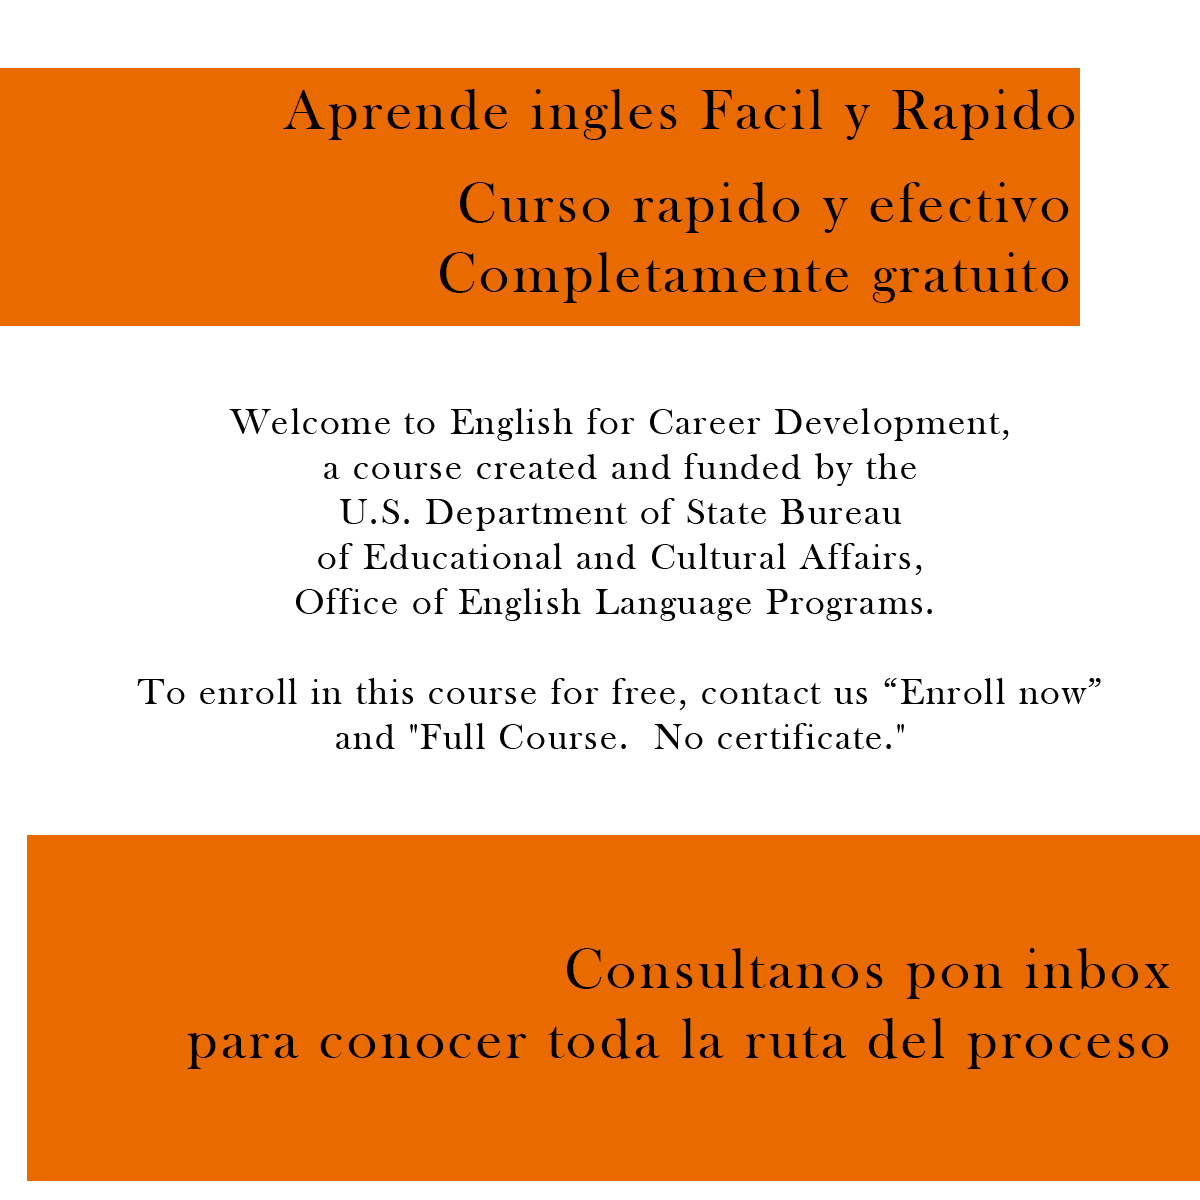 Aprende ingles Facil y Rapido
Curso rapido y efectivo
Completamente gratuito
Welcome to English for Career Development,
a course created and funded by the
U.S. Department of State Bureau
of Educational and Cultural Affairs,
Office of English Language Programs.
To enroll in this course for free, contact us “Enroll now”
and "Full Course.  No certificate."
Consultanos pon inbox
para conocer toda la ruta del proceso